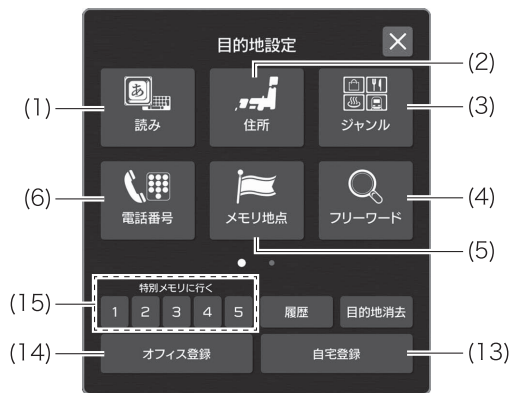 目的地設定
(1)
(2)
(3)
あ
読み
住所
ジャンル
(6)
(4)
電話番号
メモリ地点
フリーワード
(5)
(15)
特別メモリに行く
1 2 3 4 5
履歴
目的地消去
(14)
オフィス登録
自宅登録
(13)